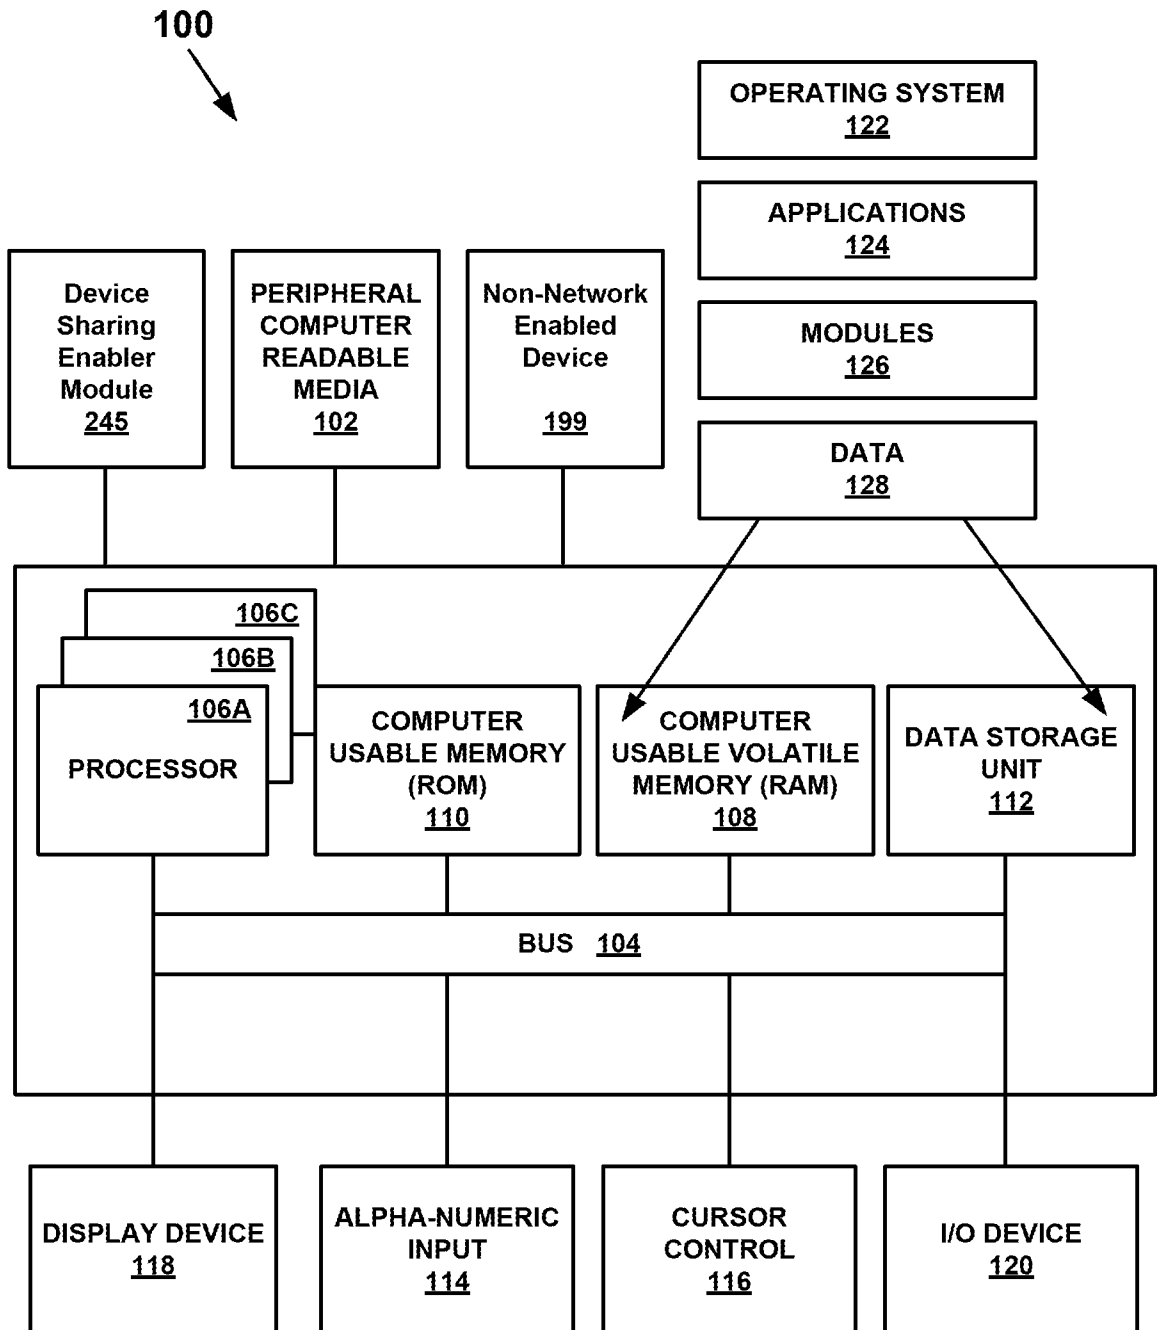 100
OPERATING SYSTEM
122
APPLICATIONS
124
MODULES
126
DATA
128
Device
Sharing
Enabler
Module
245
PERIPHERAL
COMPUTER
READABLE
MEDIA
102
Non-Network
Enabled
Device
199
106C
106B
106A
PROCESSOR
COMPUTER
USABLE MEMORY
(ROM)
110
COMPUTER
USABLE VOLATILE
MEMORY (RAM)
108
DATA STORAGE
UNIT
112
BUS 104
DISPLAY DEVICE
118
ALPHA-NUMERIC
INPUT
114
CURSOR
CONTROL
116
I/O DEVICE
120